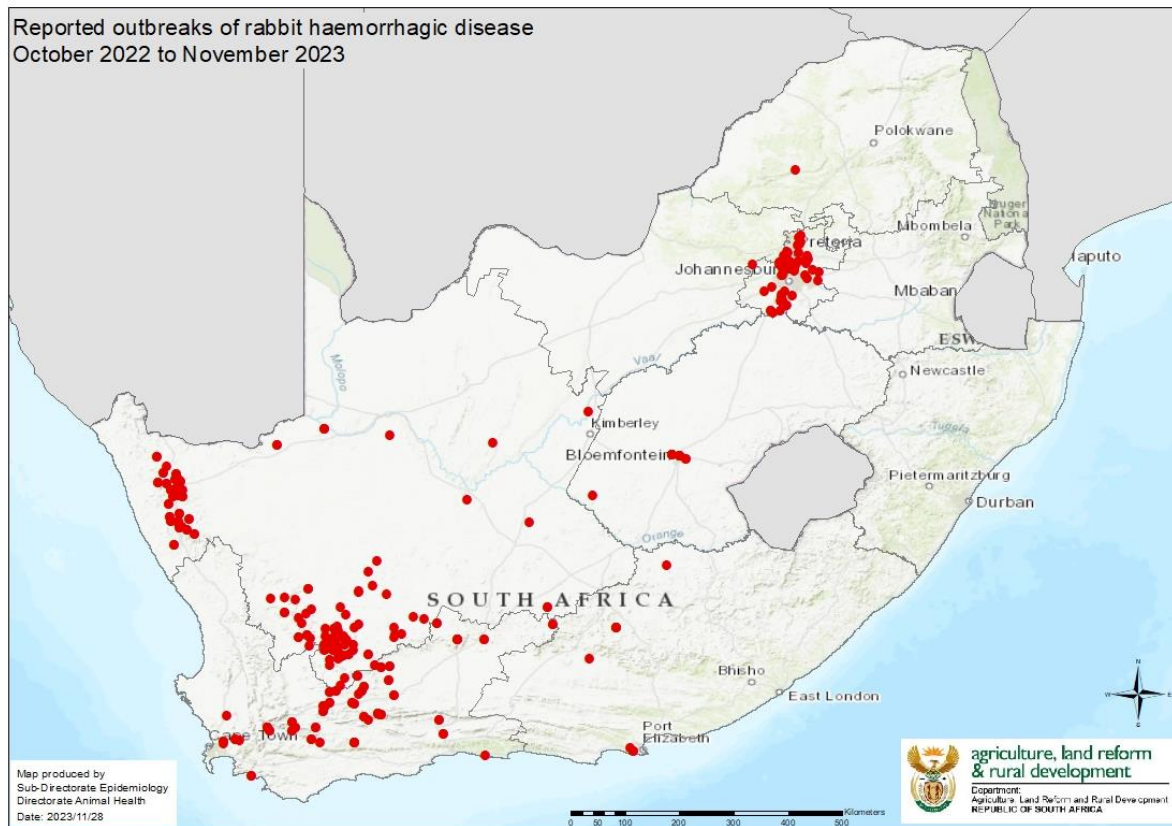 Reported outbreaks of rabbit haemorrhagic disease
October 2022 to November 2023
Polokwane
Kruger
National
Park
Mbombela
Pretoria
Maputo
Johannesbu
Mbaban
ESW
Molopo
Vaal
Newcastle
Kimberley
Tugela
Bloemfontein
Pietermaritzburg
Durban
Orange
SOUTH AFRICA
Bhisho
East London
Port
Elizabeth
Cape Town
N
W
E
S
Map produced by
Sub-Directorate Epidemiology
Directorate Animal Health
Date: 2023/11/28
Kilometers
0 50 100 200 300 400 500
agriculture, land reform
& rural development
Department:
Agriculture, Land Reform and Rural Development
REPUBLIC OF SOUTH AFRICA